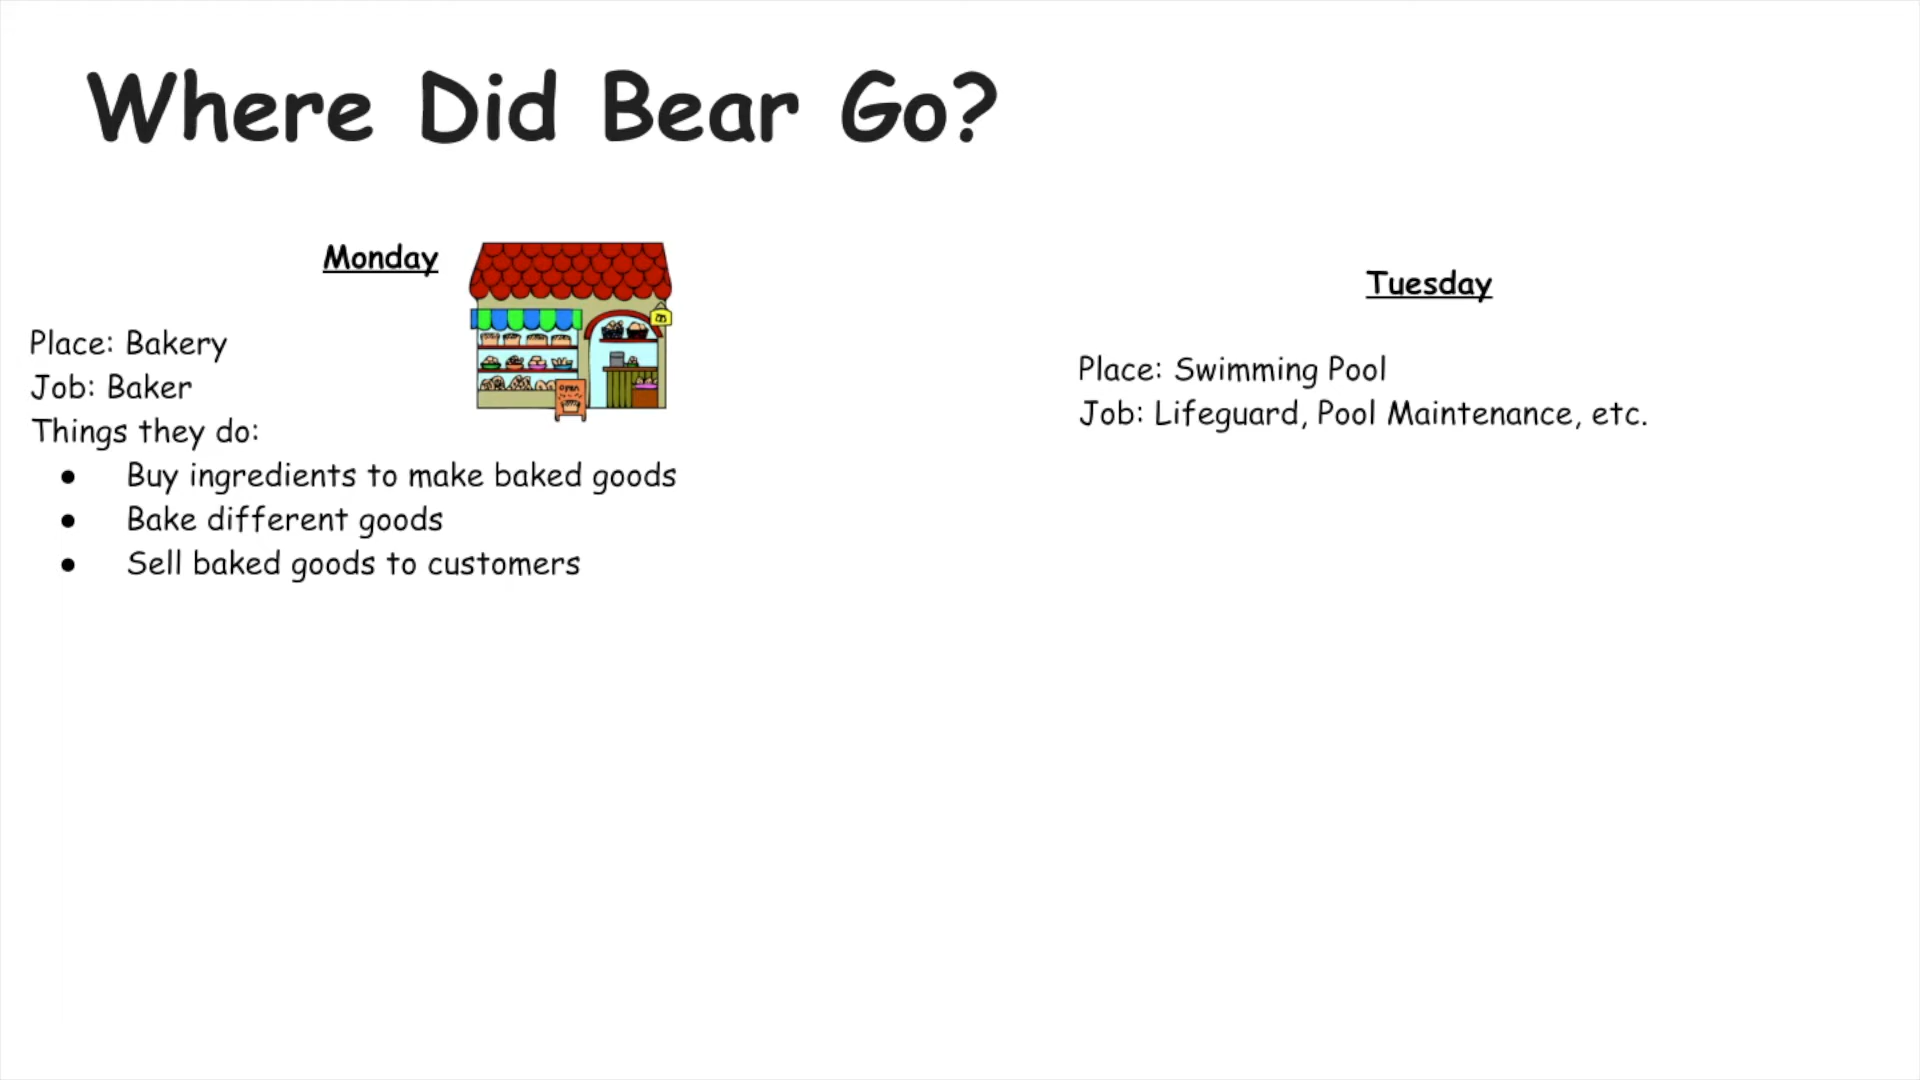 Where Did Bear Go?
Monday
Place: Bakery
Job: Baker
Things they do:
● Buy ingredients to make baked goods
● Bake different goods
● Sell baked goods to customers
open
Tuesday
Place: Swimming Pool
Job: Lifeguard, Pool Maintenance, etc.